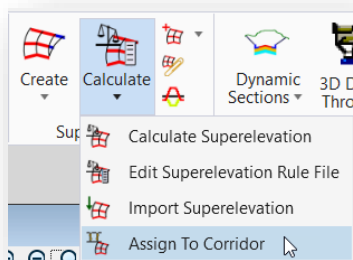 Create
Calculate
Dynamic
Sections
3D D
Thro
Sup
Calculate Superelevation
Edit Superelevation Rule File
Import Superelevation
Assign To Corridor